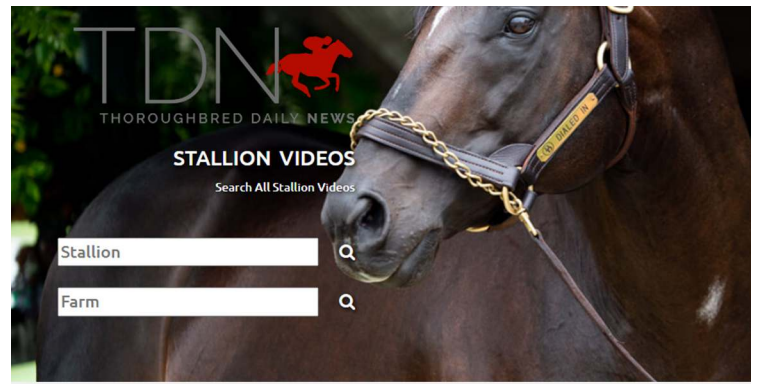 TDN
THOROUGHBRED DAILY NEWS
STALLION VIDEOS
Search All Stallion Videos
Stallion
Farm
DIALED IN